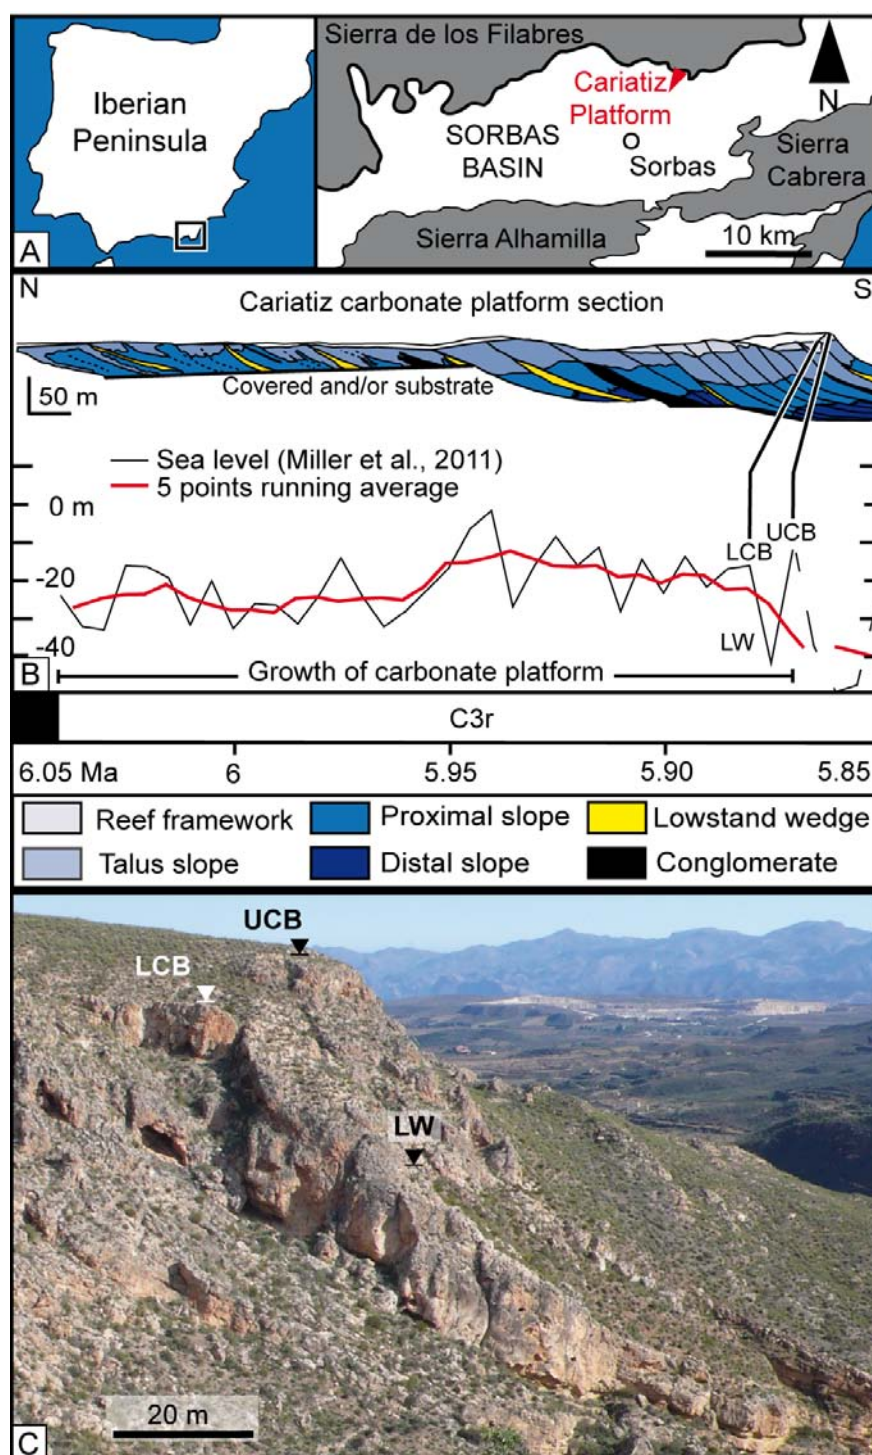 Iberian
Peninsula
A
Sierra de los Filabres
Cariatiz
Platform
N
SORBAS
BASIN
Sorbas
Sierra
Cabrera
Sierra Alhamilla
10 km
N
S
Cariatiz carbonate platform section
50 m
Covered and/or substrate
Sea level (Miller et al., 2011)
5 points running average
0 m
-20
-40
LCB
UCB
LW
B
Growth of carbonate platform
C3r
6.05 Ma
6
5.95
5.90
5.85
Reef framework
Proximal slope
Lowstand wedge
Talus slope
Distal slope
Conglomerate
UCB
LCB
LW
20 m
C